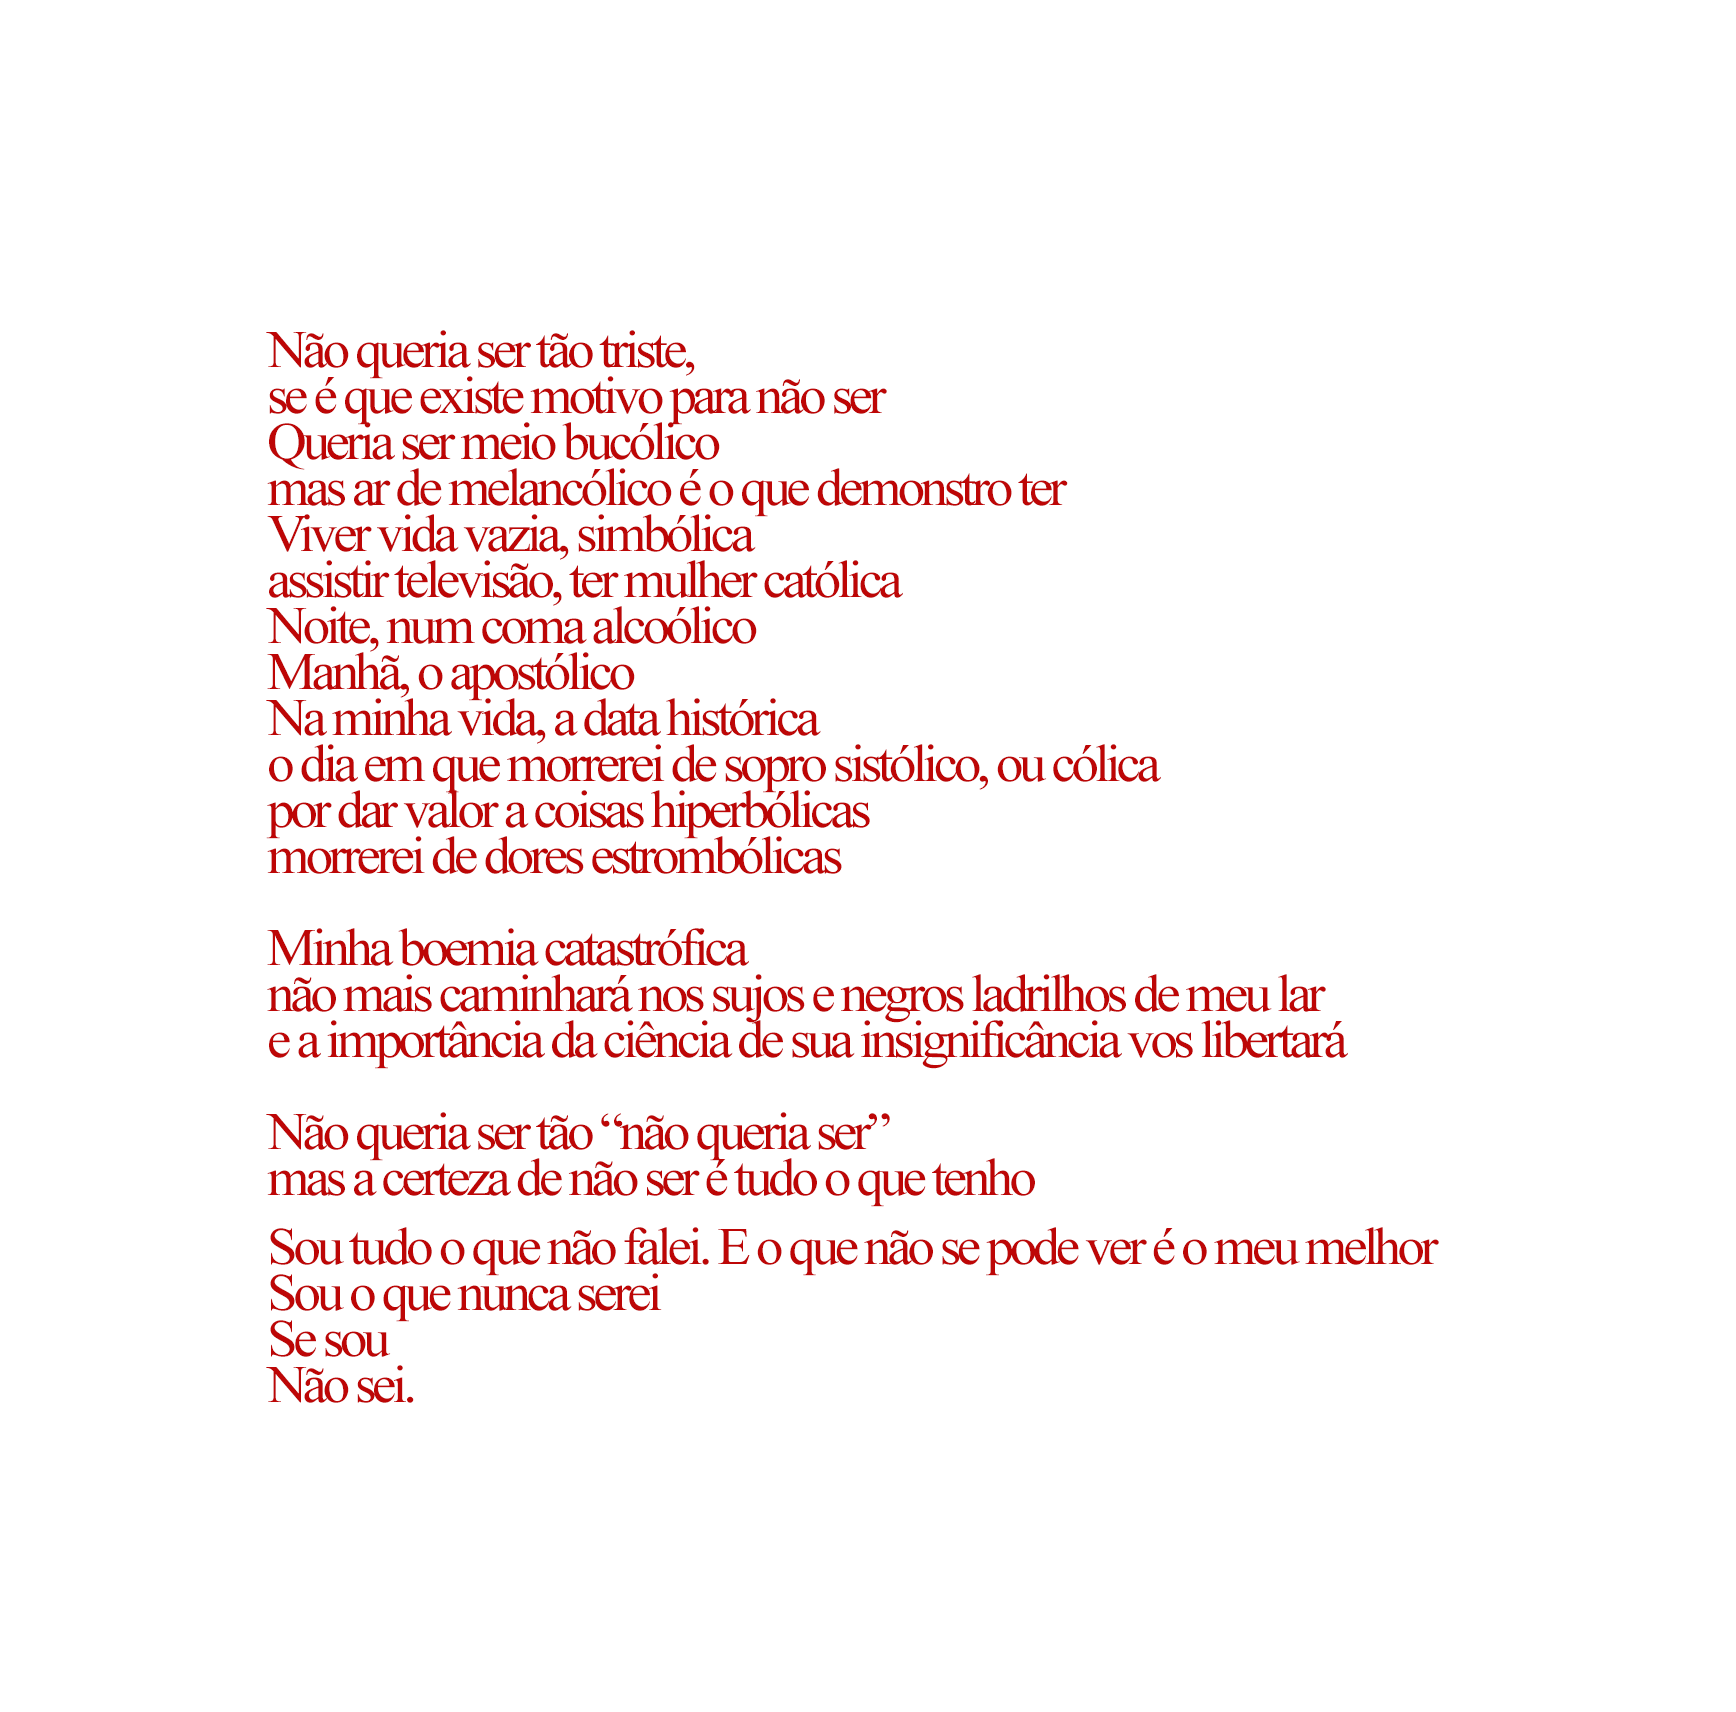 Não queria ser tão triste,
se é que existe motivo para não ser
Queria ser meio bucólico
mas ar de melancólico é o que demonstro ter
Viver vida vazia, simbólica
assistir televisão, ter mulher católica
Noite, num coma alcoólico
Manhã, o apostólico
Na minha vida, a data histórica
o dia em que morrerei de sopro sistólico, ou cólica
por dar valor a coisas hiperbólicas
morrerei de dores estrombólicas

Minha boemia catastrófica
não mais caminhará nos sujos e negros ladrilhos de meu lar
e a importância da ciência de sua insignificância vos libertará

Não queria ser tão “não queria ser”
mas a certeza de não ser é tudo o que tenho
Sou tudo o que não falei. E o que não se pode ver é o meu melhor
Sou o que nunca serei
Se sou
Não sei.